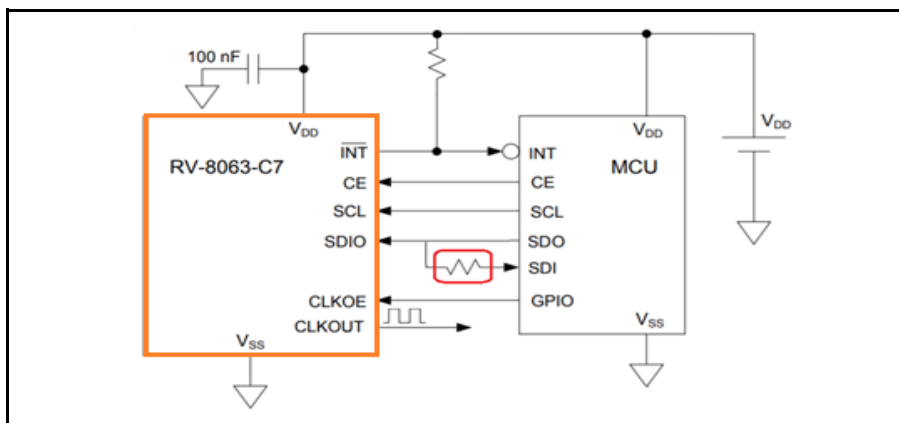 100 nF
VDD
VDD
VDD
INT
INT
RV-8063-C7
MCU
CE
CE
SCL
SCL
SDIO
SDO
SDI
CLKOE
GPIO
CLKOUT
VSS
VSS